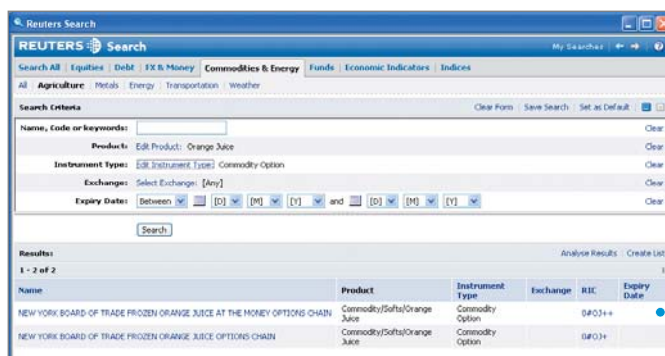 Reuters Search
REUTERS Search My Searches
Search All Equities Debt FX & Money Commodities & Energy Funds Economic Indicators Indices
All Agriculture Metals Energy Transportation Weather
Search Criteria Clear Form Save Search Set as Default
Name, Code or keywords: Clear
Product: Edit Product: Orange Juice Clear
Instrument Type: Edit Instrument Type: Commodity Option Clear
Exchange: Select Exchange: [Any] Clear
Expiry Date: Between [D] [M] [Y] and [D] [M] [Y] Clear
Search
Results: Analyse Results Create List
1 - 2 of 2 1
Name Product Instrument Type Exchange RIC Expiry Date
NEW YORK BOARD OF TRADE FROZEN ORANGE JUICE AT THE MONEY OPTIONS CHAIN Commodity/Softs/Orange Juice Commodity Option 0#OJ++
NEW YORK BOARD OF TRADE FROZEN ORANGE JUICE OPTIONS CHAIN Commodity/Softs/Orange Juice Commodity Option 0#OJ+